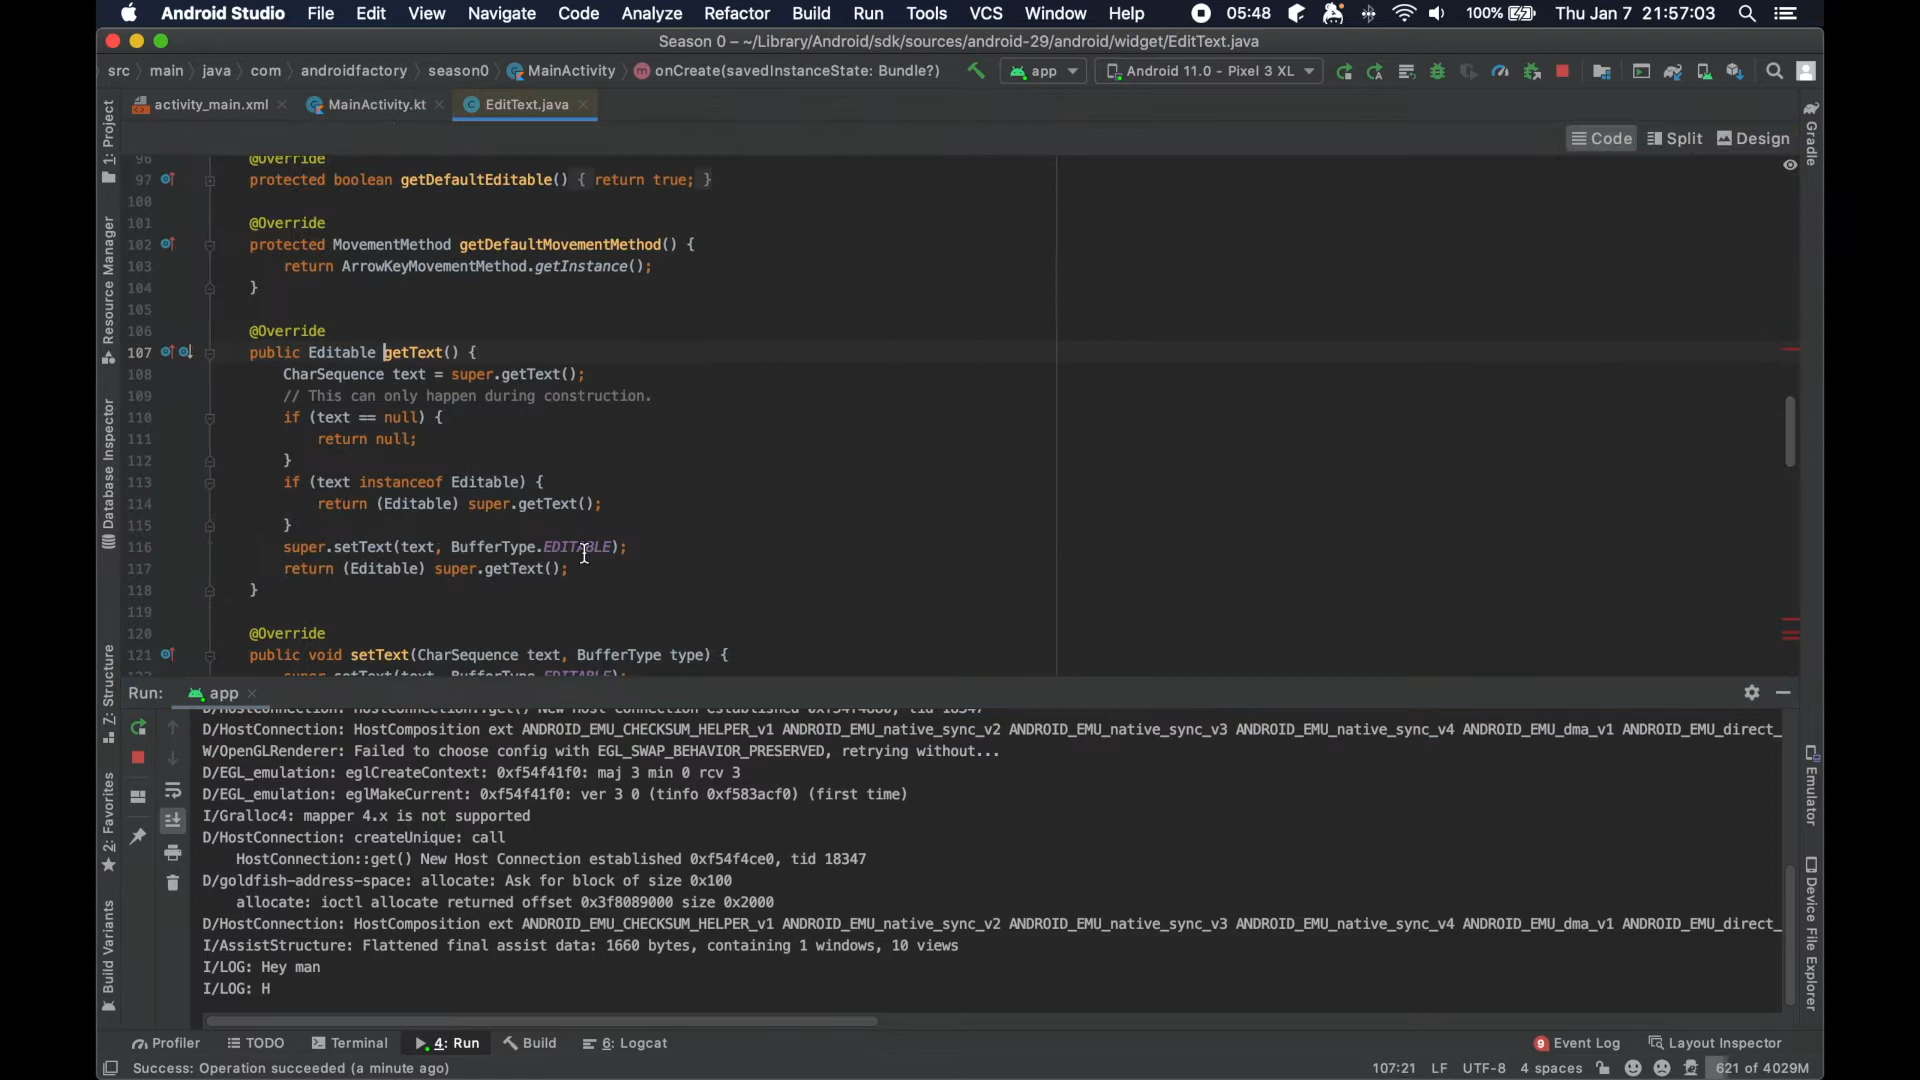 Android Studio File Edit View Navigate Code Analyze Refactor Build Run Tools VCS Window Help 05:48 100% Thu Jan 7 21:57:03
Season 0 – ~/Library/Android/sdk/sources/android-29/android/widget/EditText.java
src main java com androidfactory season0 MainActivity onCreate(savedInstanceState: Bundle?) app Android 11.0 - Pixel 3 XL
activity_main.xml MainActivity.kt EditText.java
Code Split Design
96 @Override
97 protected boolean getDefaultEditable() { return true; }
100
101 @Override
102 protected MovementMethod getDefaultMovementMethod() {
103 return ArrowKeyMovementMethod.getInstance();
104 }
105
106 @Override
107 public Editable getText() {
108 CharSequence text = super.getText();
109 // This can only happen during construction.
110 if (text == null) {
111 return null;
112 }
113 if (text instanceof Editable) {
114 return (Editable) super.getText();
115 }
116 super.setText(text, BufferType.EDITABLE);
117 return (Editable) super.getText();
118 }
119
120 @Override
121 public void setText(CharSequence text, BufferType type) {
super.setText(text, BufferType.EDITABLE);
Run: app
D/HostConnection: HostComposition ext ANDROID_EMU_CHECKSUM_HELPER_v1 ANDROID_EMU_native_sync_v2 ANDROID_EMU_native_sync_v3 ANDROID_EMU_native_sync_v4 ANDROID_EMU_dma_v1 ANDROID_EMU_direct_
W/OpenGLRenderer: Failed to choose config with EGL_SWAP_BEHAVIOR_PRESERVED, retrying without...
D/EGL_emulation: eglCreateContext: 0xf54f41f0: maj 3 min 0 rcv 3
D/EGL_emulation: eglMakeCurrent: 0xf54f41f0: ver 3 0 (tinfo 0xf583acf0) (first time)
I/Gralloc4: mapper 4.x is not supported
D/HostConnection: createUnique: call
HostConnection::get() New Host Connection established 0xf54f4ce0, tid 18347
D/goldfish-address-space: allocate: Ask for block of size 0x100
allocate: ioctl allocate returned offset 0x3f8089000 size 0x2000
D/HostConnection: HostComposition ext ANDROID_EMU_CHECKSUM_HELPER_v1 ANDROID_EMU_native_sync_v2 ANDROID_EMU_native_sync_v3 ANDROID_EMU_native_sync_v4 ANDROID_EMU_dma_v1 ANDROID_EMU_direct_
I/AssistStructure: Flattened final assist data: 1660 bytes, containing 1 windows, 10 views
I/LOG: Hey man
I/LOG: H
Profiler TODO Terminal 4: Run Build 6: Logcat 9 Event Log Layout Inspector
Success: Operation succeeded (a minute ago) 107:21 LF UTF-8 4 spaces 621 of 4029M
1: Project
Resource Manager
Database Inspector
Z: Structure
2: Favorites
Build Variants
Gradle
Emulator
Device File Explorer